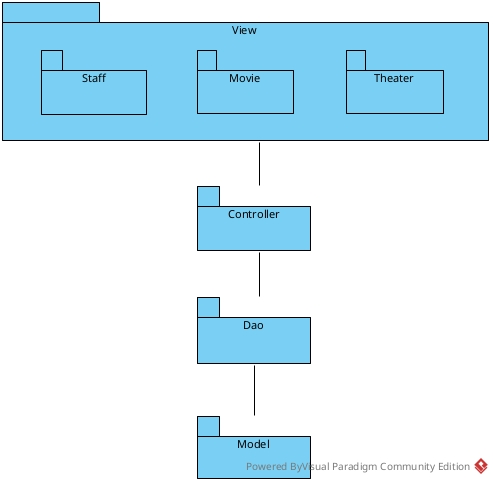 View
Staff
Movie
Theater
Controller
Dao
Model
Powered ByVisual Paradigm Community Edition